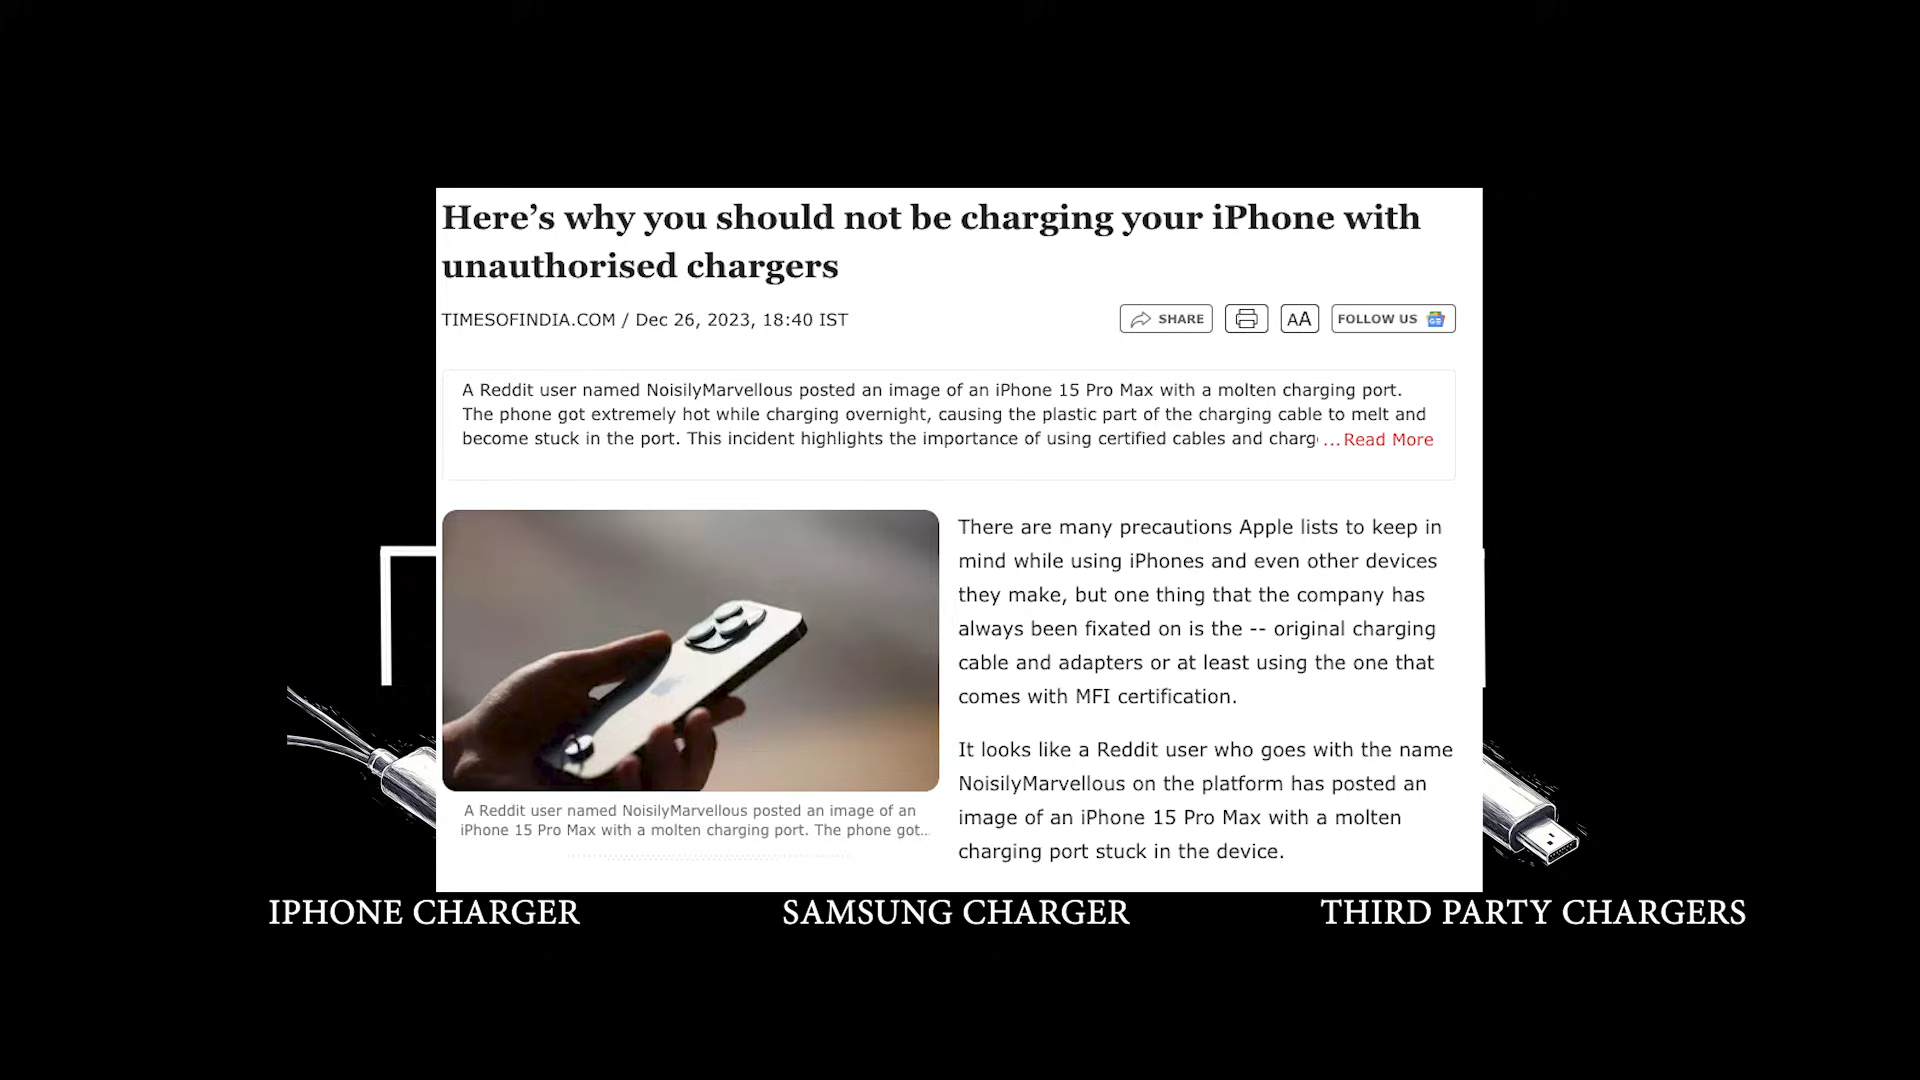 Here’s why you should not be charging your iPhone with
unauthorised chargers
TIMESOFINDIA.COM / Dec 26, 2023, 18:40 IST
SHARE
AA
FOLLOW US
A Reddit user named NoisilyMarvellous posted an image of an iPhone 15 Pro Max with a molten charging port.
The phone got extremely hot while charging overnight, causing the plastic part of the charging cable to melt and
become stuck in the port. This incident highlights the importance of using certified cables and charg ...Read More
A Reddit user named NoisilyMarvellous posted an image of an
iPhone 15 Pro Max with a molten charging port. The phone got...
There are many precautions Apple lists to keep in
mind while using iPhones and even other devices
they make, but one thing that the company has
always been fixated on is the -- original charging
cable and adapters or at least using the one that
comes with MFI certification.
It looks like a Reddit user who goes with the name
NoisilyMarvellous on the platform has posted an
image of an iPhone 15 Pro Max with a molten
charging port stuck in the device.
IPHONE CHARGER
SAMSUNG CHARGER
THIRD PARTY CHARGERS